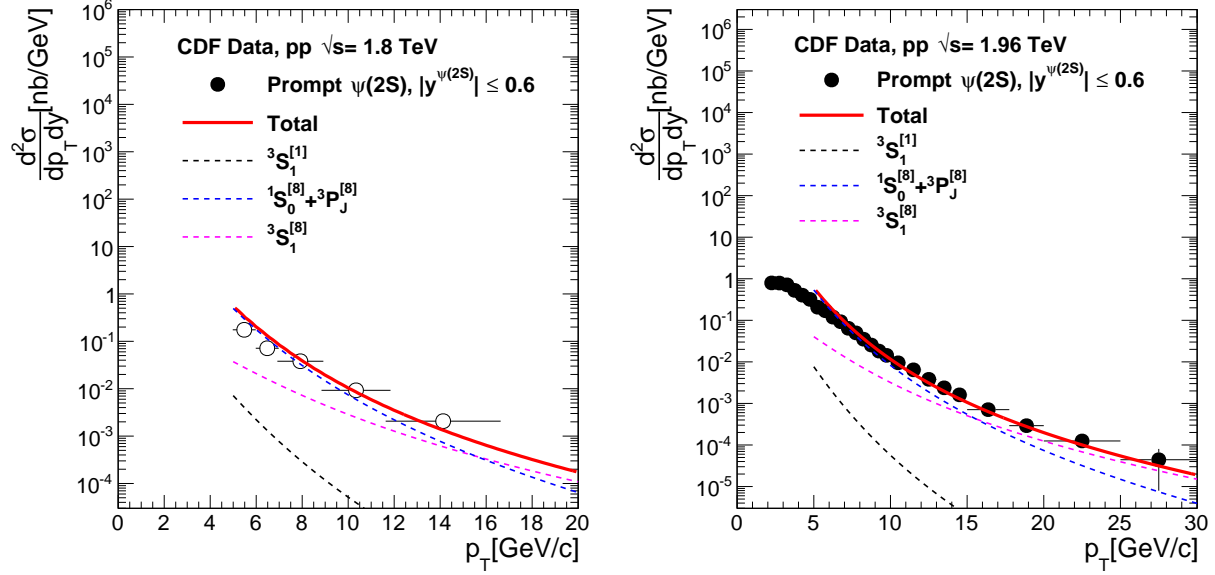 CDF Data, pp √s= 1.8 TeV
Prompt ψ(2S), |y^ψ(2S)| ≤ 0.6
Total
³S₁^[1]
¹S₀^[8]+³P_J^[8]
³S₁^[8]
d²σ/dp_T dy [nb/GeV]
10⁶
10⁵
10⁴
10³
10²
10
1
10⁻¹
10⁻²
10⁻³
10⁻⁴
0 2 4 6 8 10 12 14 16 18 20
p_T[GeV/c]
CDF Data, pp √s= 1.96 TeV
Prompt ψ(2S), |y^ψ(2S)| ≤ 0.6
Total
³S₁^[1]
¹S₀^[8]+³P_J^[8]
³S₁^[8]
d²σ/dp_T dy [nb/GeV]
10⁶
10⁵
10⁴
10³
10²
10
1
10⁻¹
10⁻²
10⁻³
10⁻⁴
10⁻⁵
0 5 10 15 20 25 30
p_T[GeV/c]